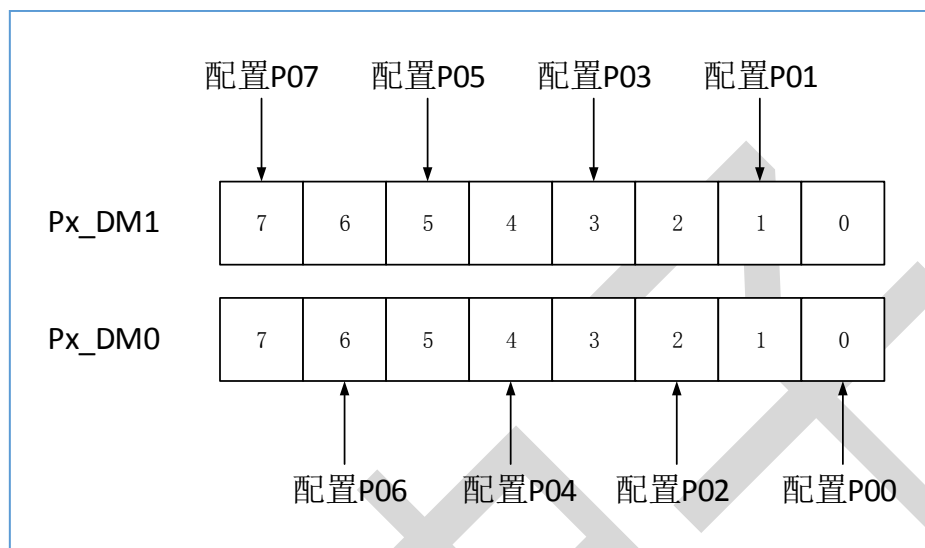 配置P07 配置P05 配置P03 配置P01
Px_DM1 7 6 5 4 3 2 1 0
Px_DM0 7 6 5 4 3 2 1 0
配置P06 配置P04 配置P02 配置P00